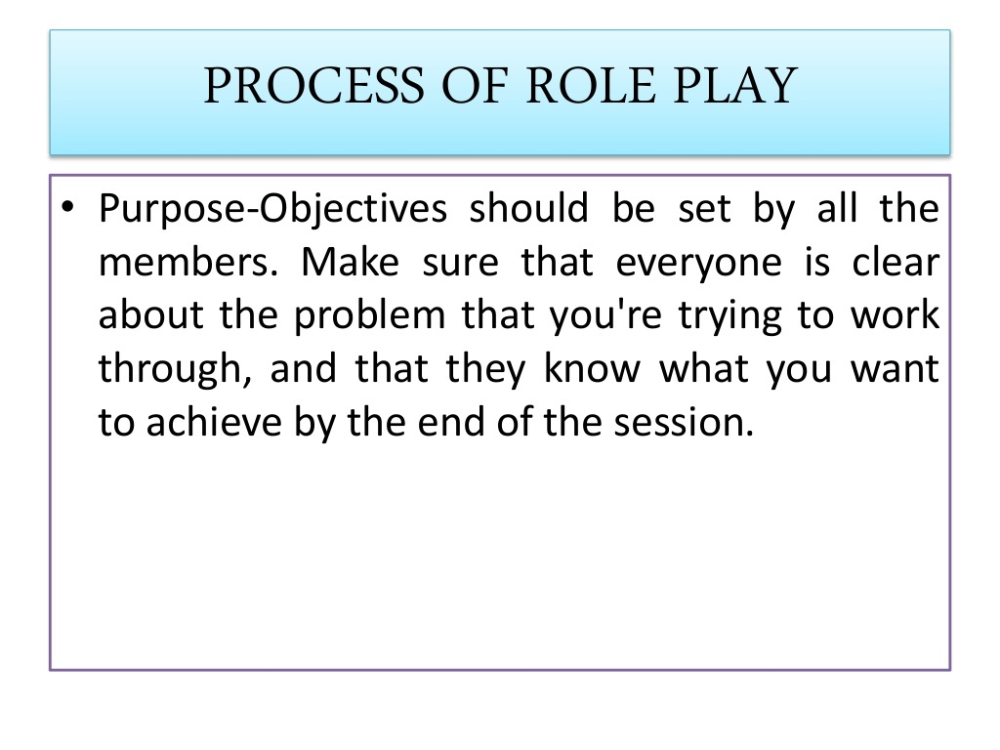 PROCESS OF ROLE PLAY
• Purpose-Objectives should be set by all the
members. Make sure that everyone is clear
about the problem that you're trying to work
through, and that they know what you want
to achieve by the end of the session.